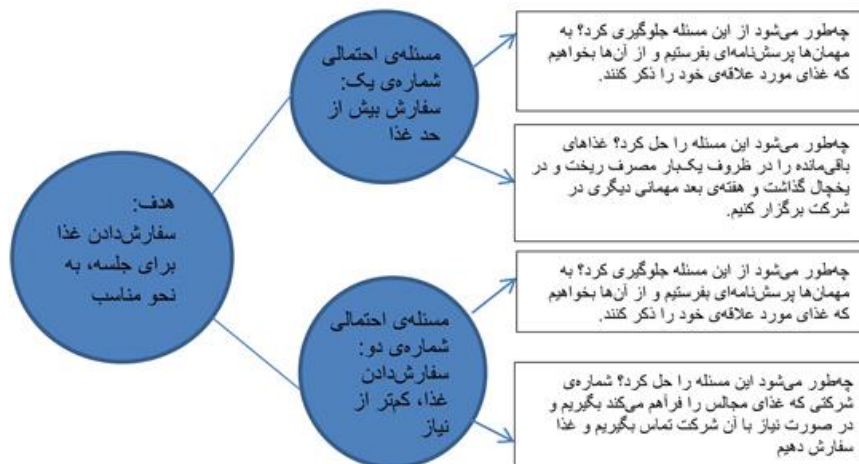 هدف:
سفارش‌دادن غذا
برای جلسه، به
نحو مناسب
مسئله‌ی احتمالی
شماره‌ی یک:
سفارش بیش از
حد غذا
چه‌طور می‌شود از این مسئله جلوگیری کرد؟ به
مهمان‌ها پرسش‌نامه‌ای بفرستیم و از آن‌ها بخواهیم
که غذای مورد علاقه‌ی خود را ذکر کنند.
چه‌طور می‌شود این مسئله را حل کرد؟ غذاهای
باقی‌مانده را در ظروف یک‌بار مصرف ریخت و در
یخچال گذاشت و هفته‌ی بعد مهمانی دیگری در
شرکت برگزار کنیم.
مسئله‌ی احتمالی
شماره‌ی دو:
سفارش‌دادن
غذا، کم‌تر از
نیاز
چه‌طور می‌شود از این مسئله جلوگیری کرد؟ به
مهمان‌ها پرسش‌نامه‌ای بفرستیم و از آن‌ها بخواهیم
که غذای مورد علاقه‌ی خود را ذکر کنند.
چه‌طور می‌شود این مسئله را حل کرد؟ شماره‌ی
شرکتی که غذای مجالس را فرآهم می‌کند بگیریم و
در صورت نیاز با آن شرکت تماس بگیریم و غذا
سفارش دهیم